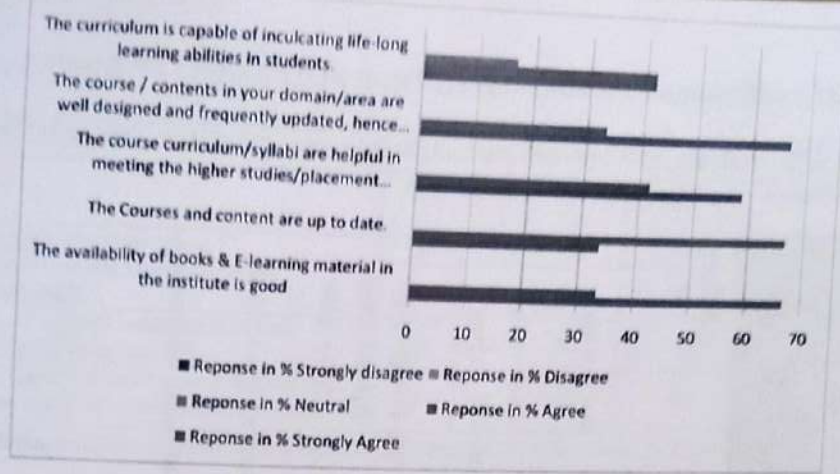 The curriculum is capable of inculcating life-long
learning abilities in students.
The course / contents in your domain/area are
well designed and frequently updated, hence...
The course curriculum/syllabi are helpful in
meeting the higher studies/placement...
The Courses and content are up to date.
The availability of books & E-learning material in
the institute is good
0 10 20 30 40 50 60 70
Reponse in % Strongly disagree Reponse in % Disagree
Reponse in % Neutral Reponse in % Agree
Reponse in % Strongly Agree